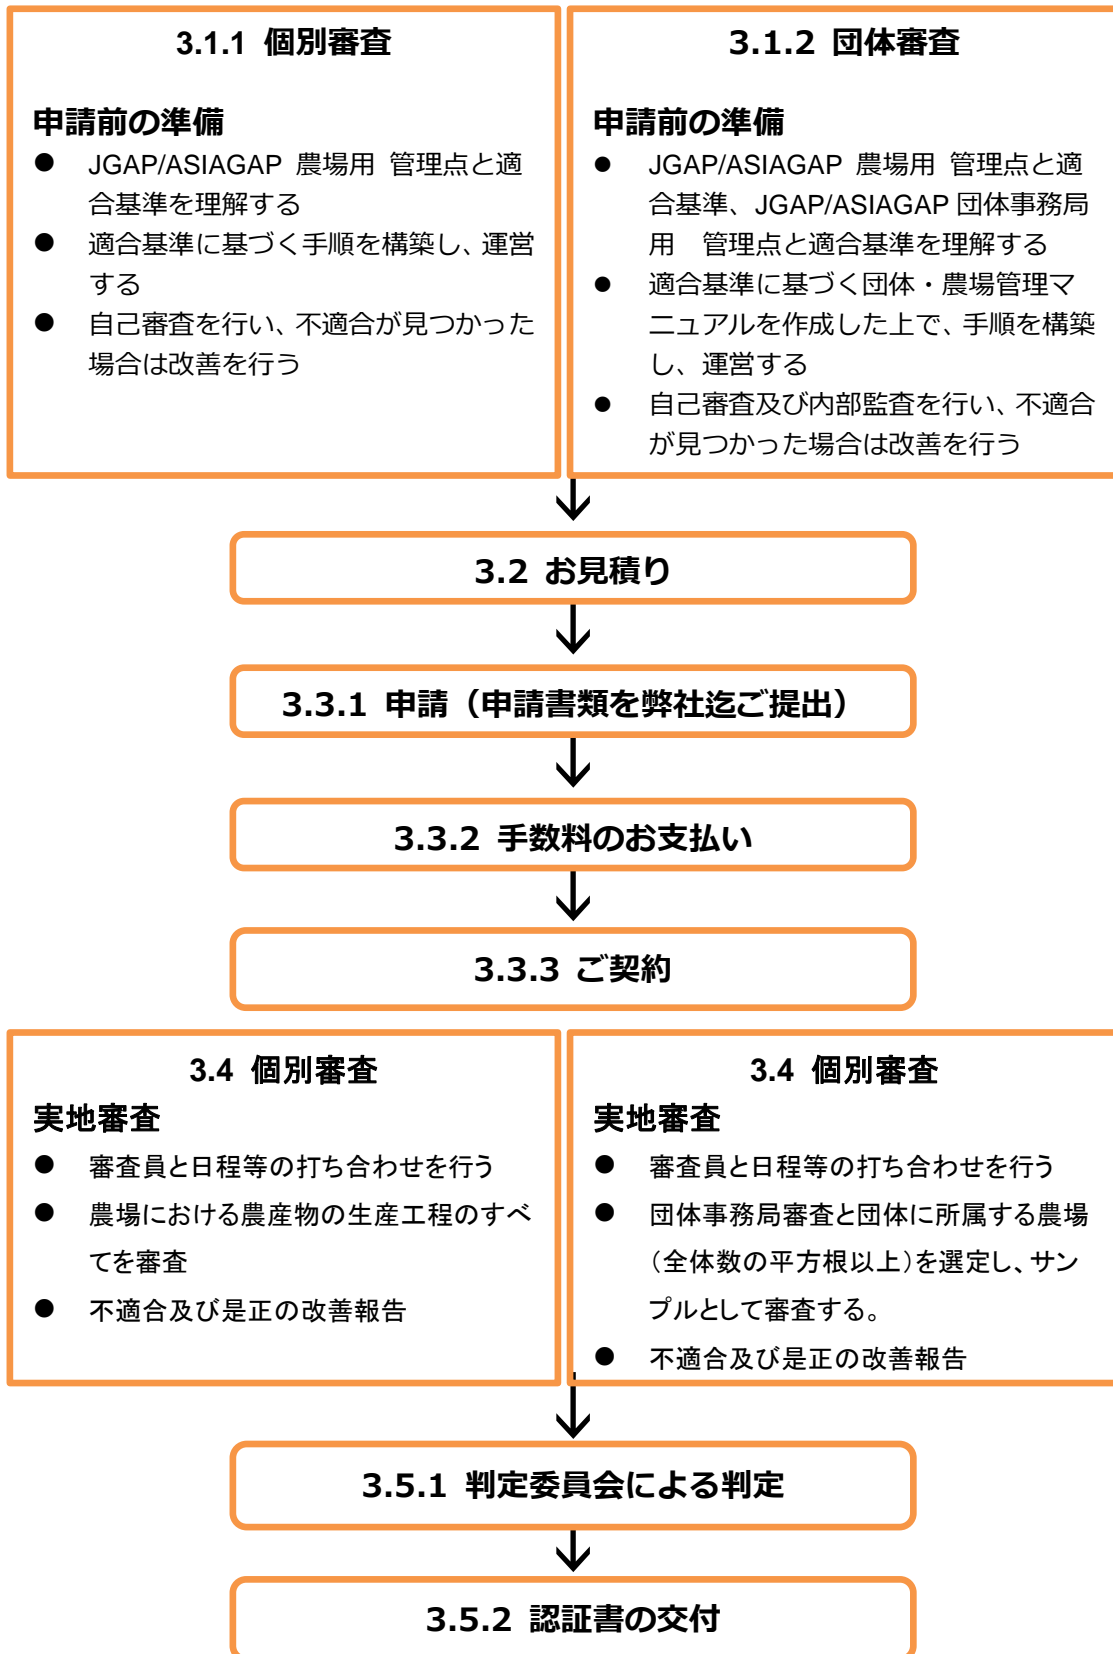 3.1.1 個別審査
申請前の準備
● JGAP/ASIAGAP 農場用 管理点と適
合基準を理解する
● 適合基準に基づく手順を構築し、運営
する
● 自己審査を行い、不適合が見つかった
場合は改善を行う
3.1.2 団体審査
申請前の準備
● JGAP/ASIAGAP 農場用 管理点と適
合基準、JGAP/ASIAGAP 団体事務局
用　管理点と適合基準を理解する
● 適合基準に基づく団体・農場管理マ
ニュアルを作成した上で、手順を構築
し、運営する
● 自己審査及び内部監査を行い、不適合
が見つかった場合は改善を行う
3.2 お見積り
3.3.1 申請（申請書類を弊社迄ご提出）
3.3.2 手数料のお支払い
3.3.3 ご契約
3.4 個別審査
実地審査
● 審査員と日程等の打ち合わせを行う
● 農場における農産物の生産工程のすべ
てを審査
● 不適合及び是正の改善報告
3.4 個別審査
実地審査
● 審査員と日程等の打ち合わせを行う
● 団体事務局審査と団体に所属する農場
（全体数の平方根以上）を選定し、サン
プルとして審査する。
● 不適合及び是正の改善報告
3.5.1 判定委員会による判定
3.5.2 認証書の交付